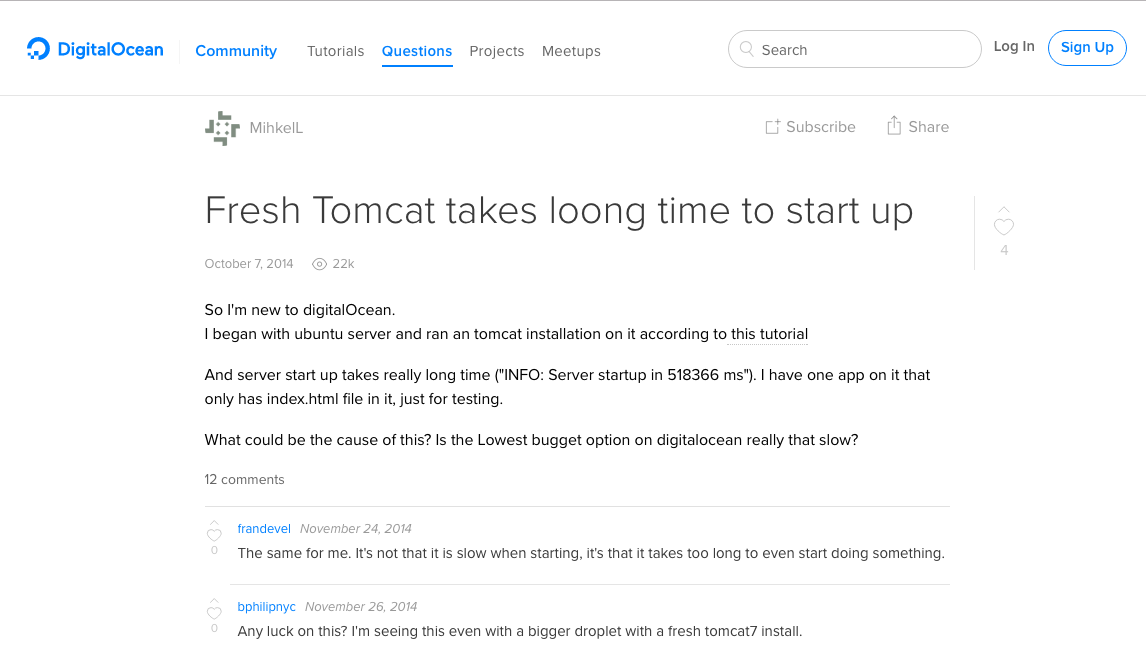 DigitalOcean Community Tutorials Questions Projects Meetups Search Log In Sign Up
MihkelL Subscribe Share
Fresh Tomcat takes loong time to start up
4
October 7, 2014 22k
So I'm new to digitalOcean.
I began with ubuntu server and ran an tomcat installation on it according to this tutorial
And server start up takes really long time ("INFO: Server startup in 518366 ms"). I have one app on it that
only has index.html file in it, just for testing.
What could be the cause of this? Is the Lowest bugget option on digitalocean really that slow?
12 comments
frandevel November 24, 2014
0
The same for me. It's not that it is slow when starting, it's that it takes too long to even start doing something.
bphilipnyc November 26, 2014
0
Any luck on this? I'm seeing this even with a bigger droplet with a fresh tomcat7 install.